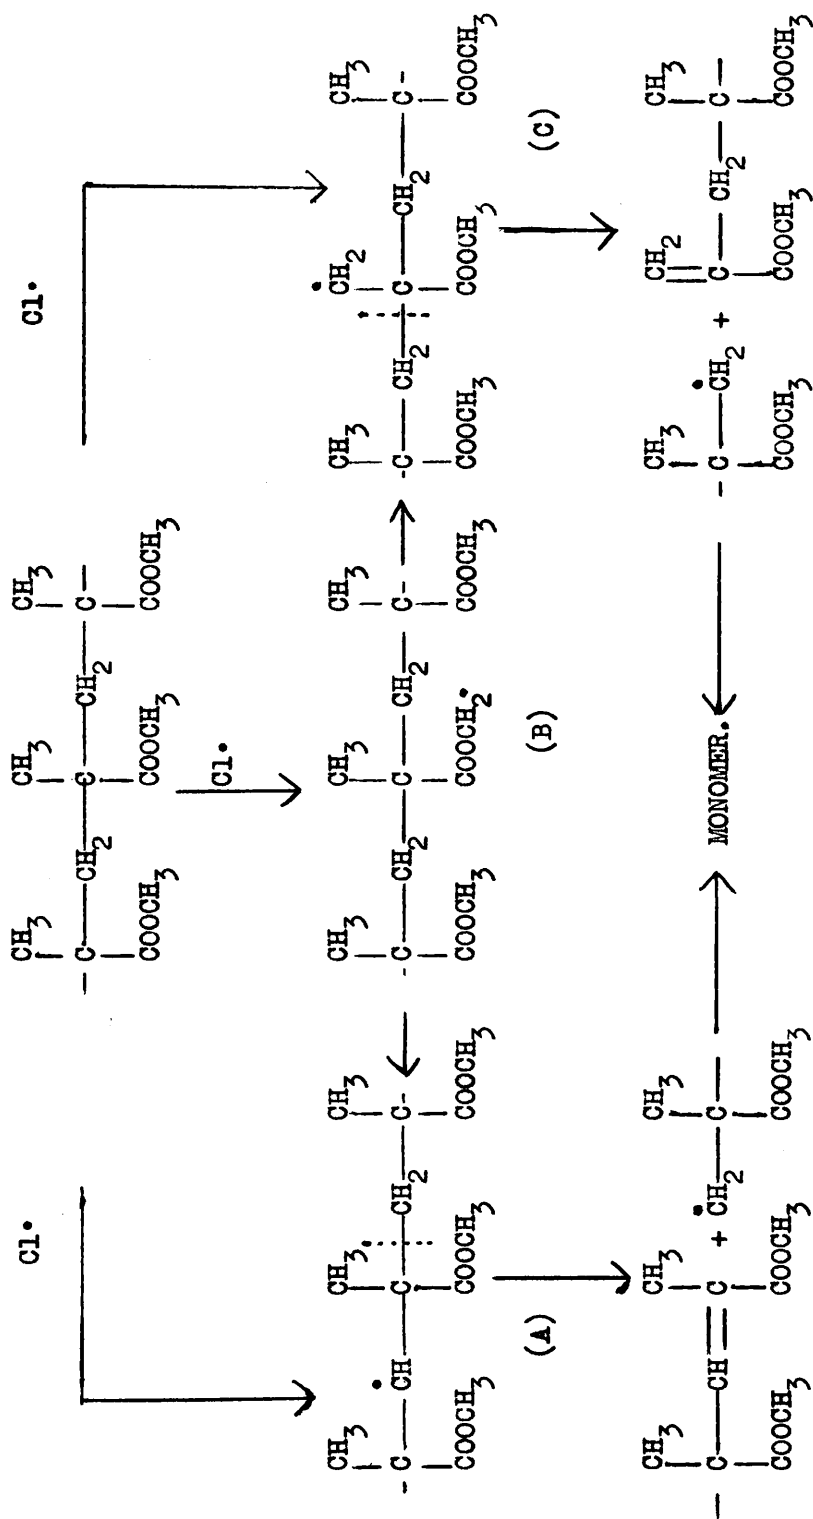 Cl• CH3 CH3 CH3 Cl•
- C — CH2 — C — CH2 — C -
COOCH3 COOCH3 COOCH3
Cl•
CH3 CH3 CH3 CH3 CH3 CH3 CH3 •CH2 CH3
-C — •CH — C — CH2 — C- -C — CH2 — C — CH2 — C- -C — CH2 — C — CH2 — C-
COOCH3 COOCH3 COOCH3 COOCH3 COOCH2• COOCH3 COOCH3 COOCH3 COOCH3
(A) (B) (C)
CH3 CH3 CH3 CH3 CH2 CH3
— C — CH = C + •CH2 — C — MONOMER. - C — •CH2 + C — CH2 — C -
COOCH3 COOCH3 COOCH3 COOCH3 COOCH3 COOCH3